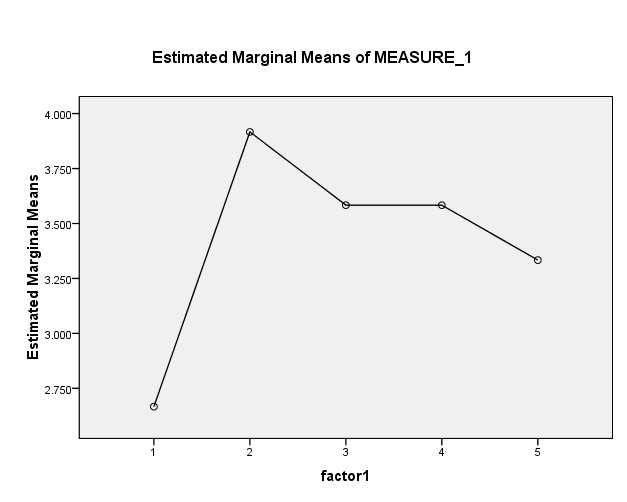 Estimated Marginal Means of MEASURE_1
Estimated Marginal Means
4.000
3.750
3.500
3.250
3.000
2.750
1 2 3 4 5
factor1